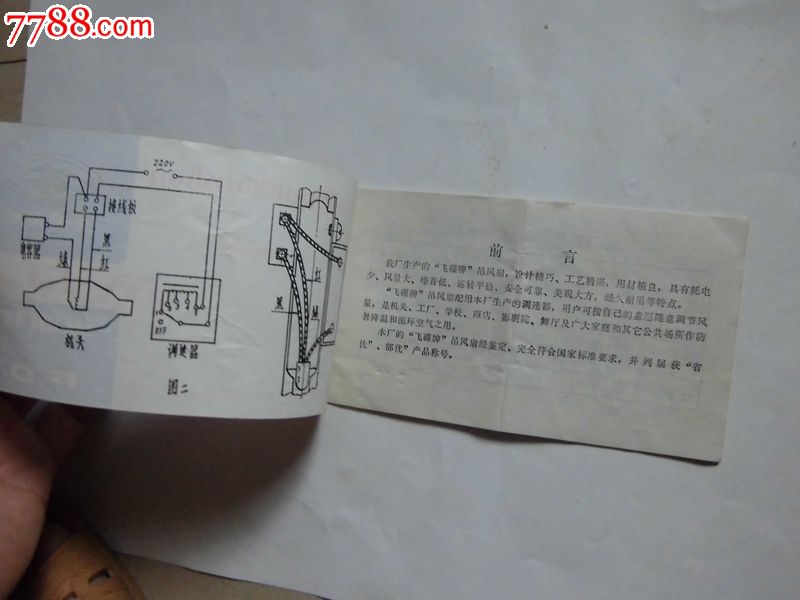 7788.com
220V
接线板
电容器
黑
红
绿
机头
OFF
调速器
图二
红
黑
绿
前言
我厂生产的“飞碟牌”吊风扇，设计精巧、工艺精湛，用材精良，具有耗电
少、风量大、噪音低、运转平稳，安全可靠、美观大方，经久耐用等特点。
“飞碟牌”吊风扇配用本厂生产的调速器，用户可按自己的意愿随意调节风
量，是机关、工厂、学校、商店、影剧院、舞厅及广大家庭和其它公共场所作防
暑降温和循环空气之用。
本厂的“飞碟牌”吊风扇经鉴定、完全符合国家标准要求，并列届获“省
优”、部优”产品称号。